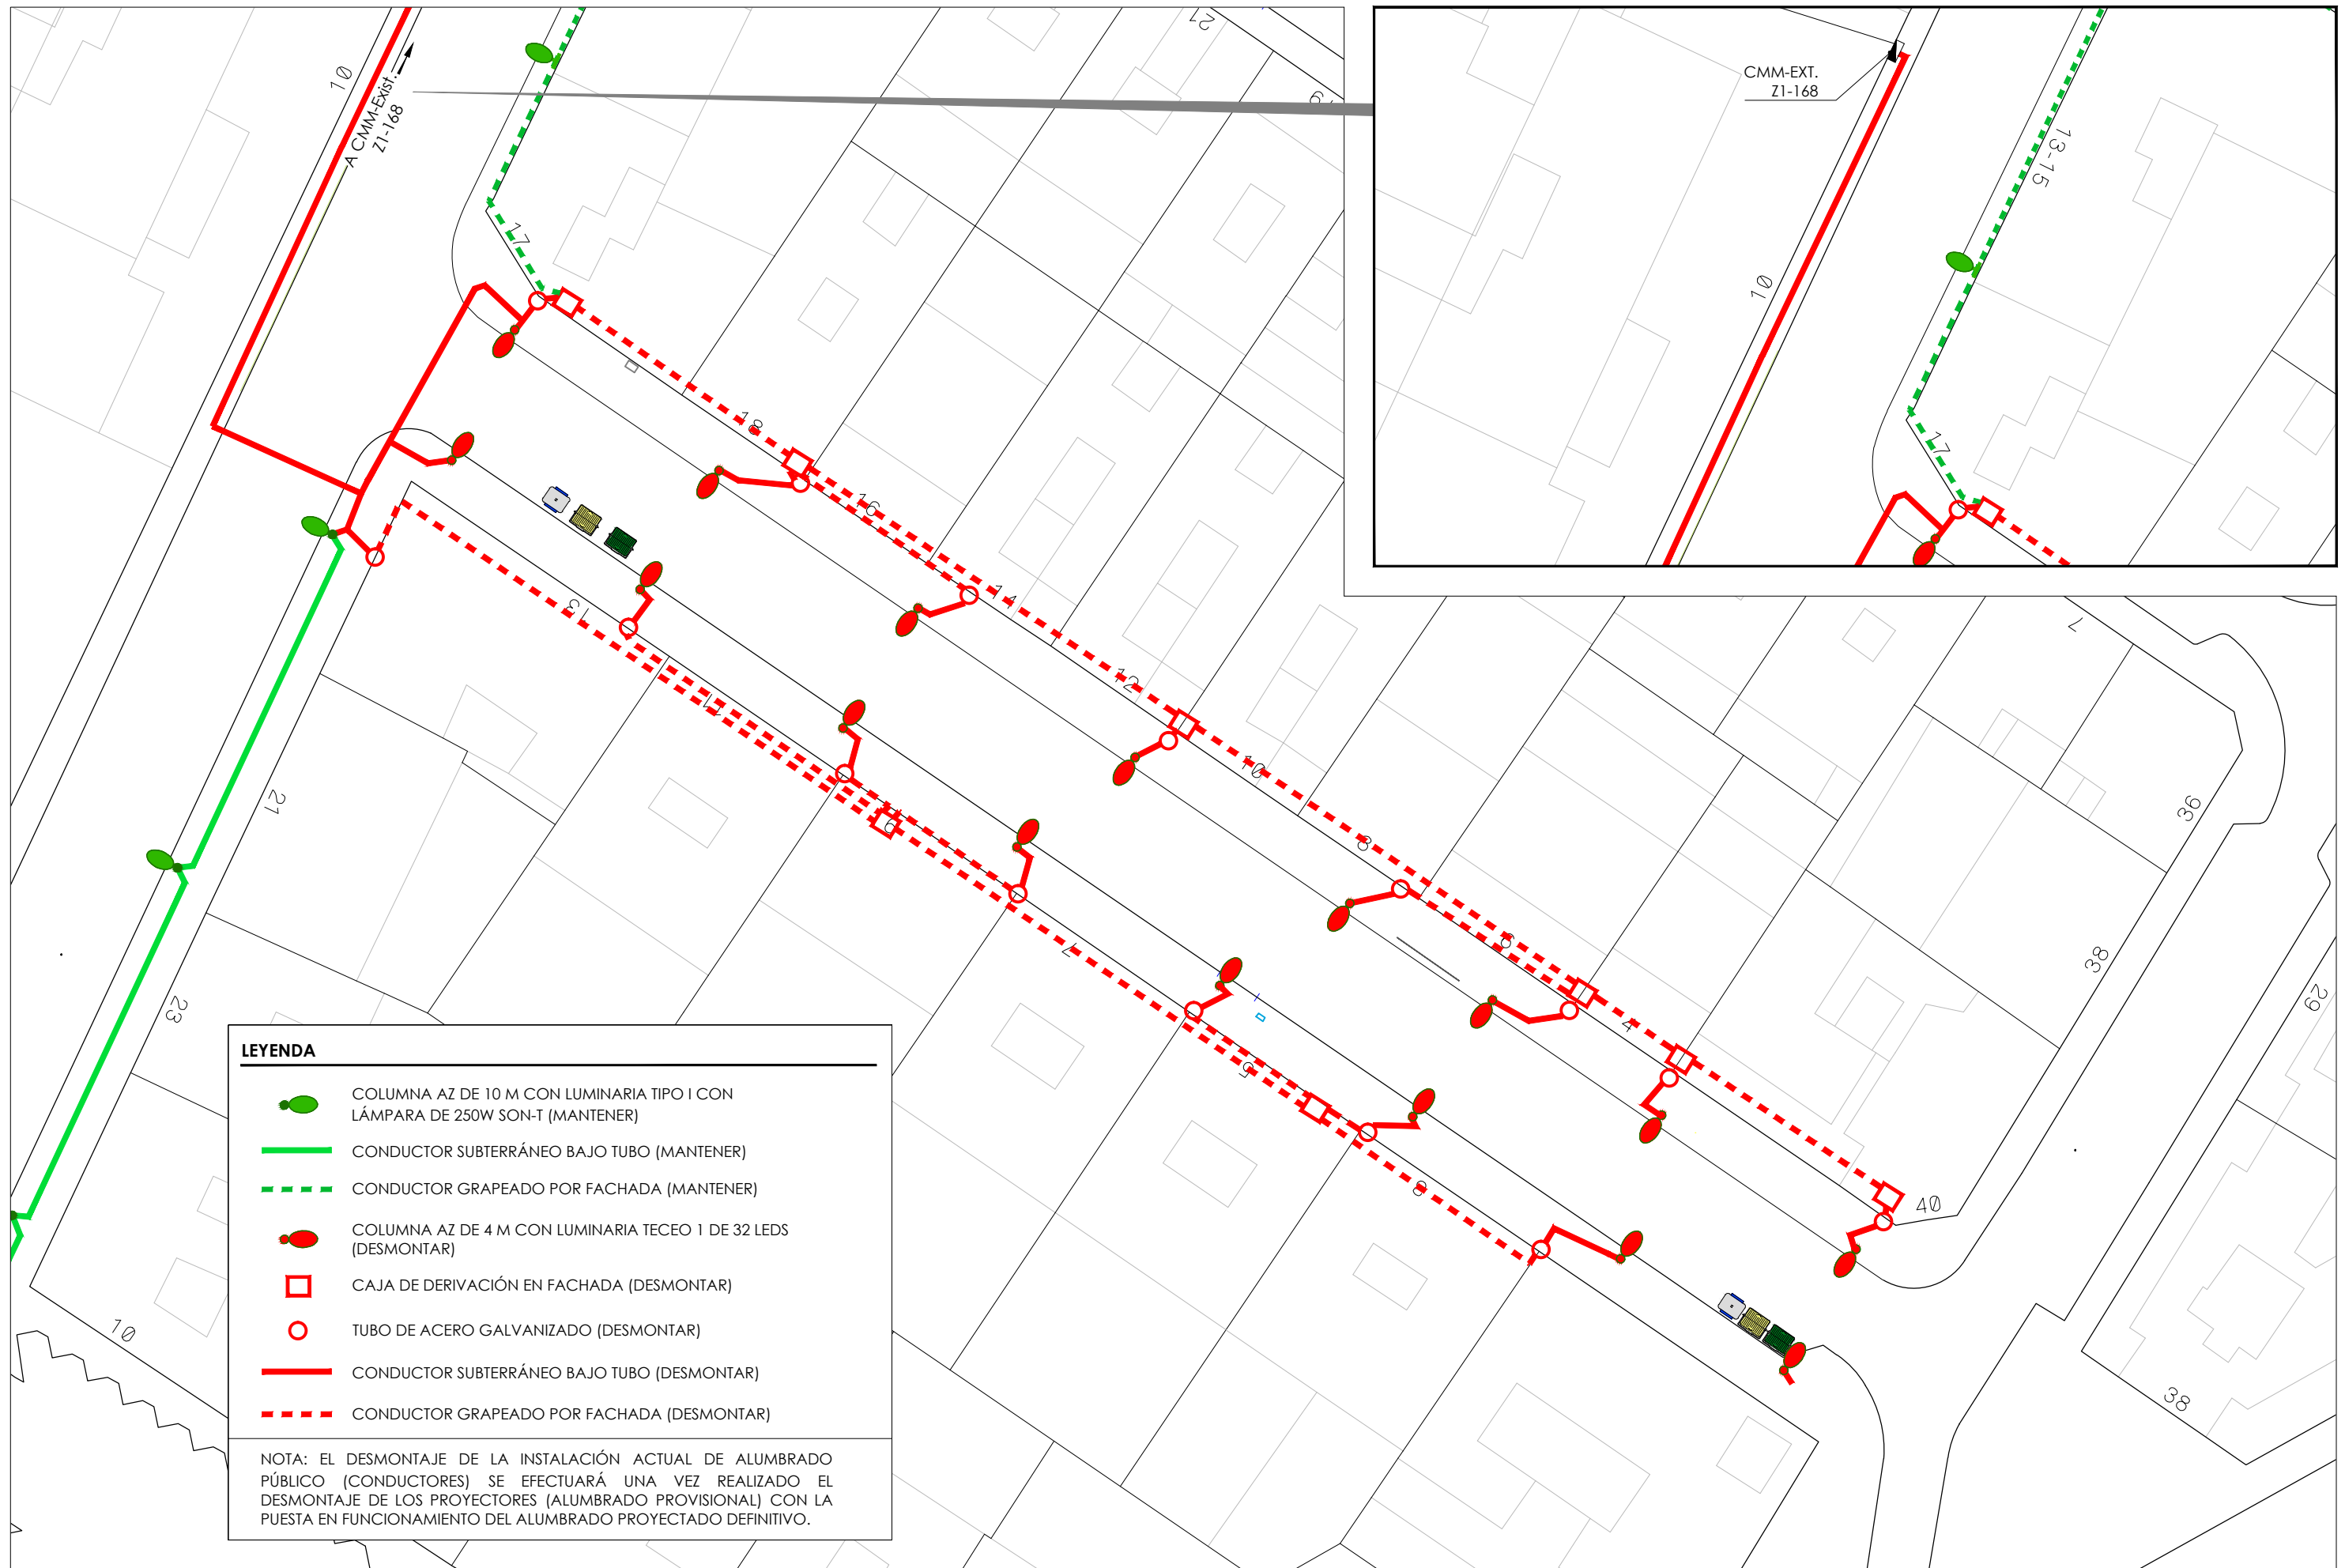 10
A CMM-Exist.
Z1-168
17
21
CMM-EXT.
Z1-168
13-15
10
17
18
16
14
12
10
8
6
4
40
13
11
9
7
5
3
21
23
10
7
36
38
29
38
LEYENDA
COLUMNA AZ DE 10 M CON LUMINARIA TIPO I CON
LÁMPARA DE 250W SON-T (MANTENER)
CONDUCTOR SUBTERRÁNEO BAJO TUBO (MANTENER)
CONDUCTOR GRAPEADO POR FACHADA (MANTENER)
COLUMNA AZ DE 4 M CON LUMINARIA TECEO 1 DE 32 LEDS
(DESMONTAR)
CAJA DE DERIVACIÓN EN FACHADA (DESMONTAR)
TUBO DE ACERO GALVANIZADO (DESMONTAR)
CONDUCTOR SUBTERRÁNEO BAJO TUBO (DESMONTAR)
CONDUCTOR GRAPEADO POR FACHADA (DESMONTAR)
NOTA: EL DESMONTAJE DE LA INSTALACIÓN ACTUAL DE ALUMBRADO
PÚBLICO (CONDUCTORES) SE EFECTUARÁ UNA VEZ REALIZADO EL
DESMONTAJE DE LOS PROYECTORES (ALUMBRADO PROVISIONAL) CON LA
PUESTA EN FUNCIONAMIENTO DEL ALUMBRADO PROYECTADO DEFINITIVO.